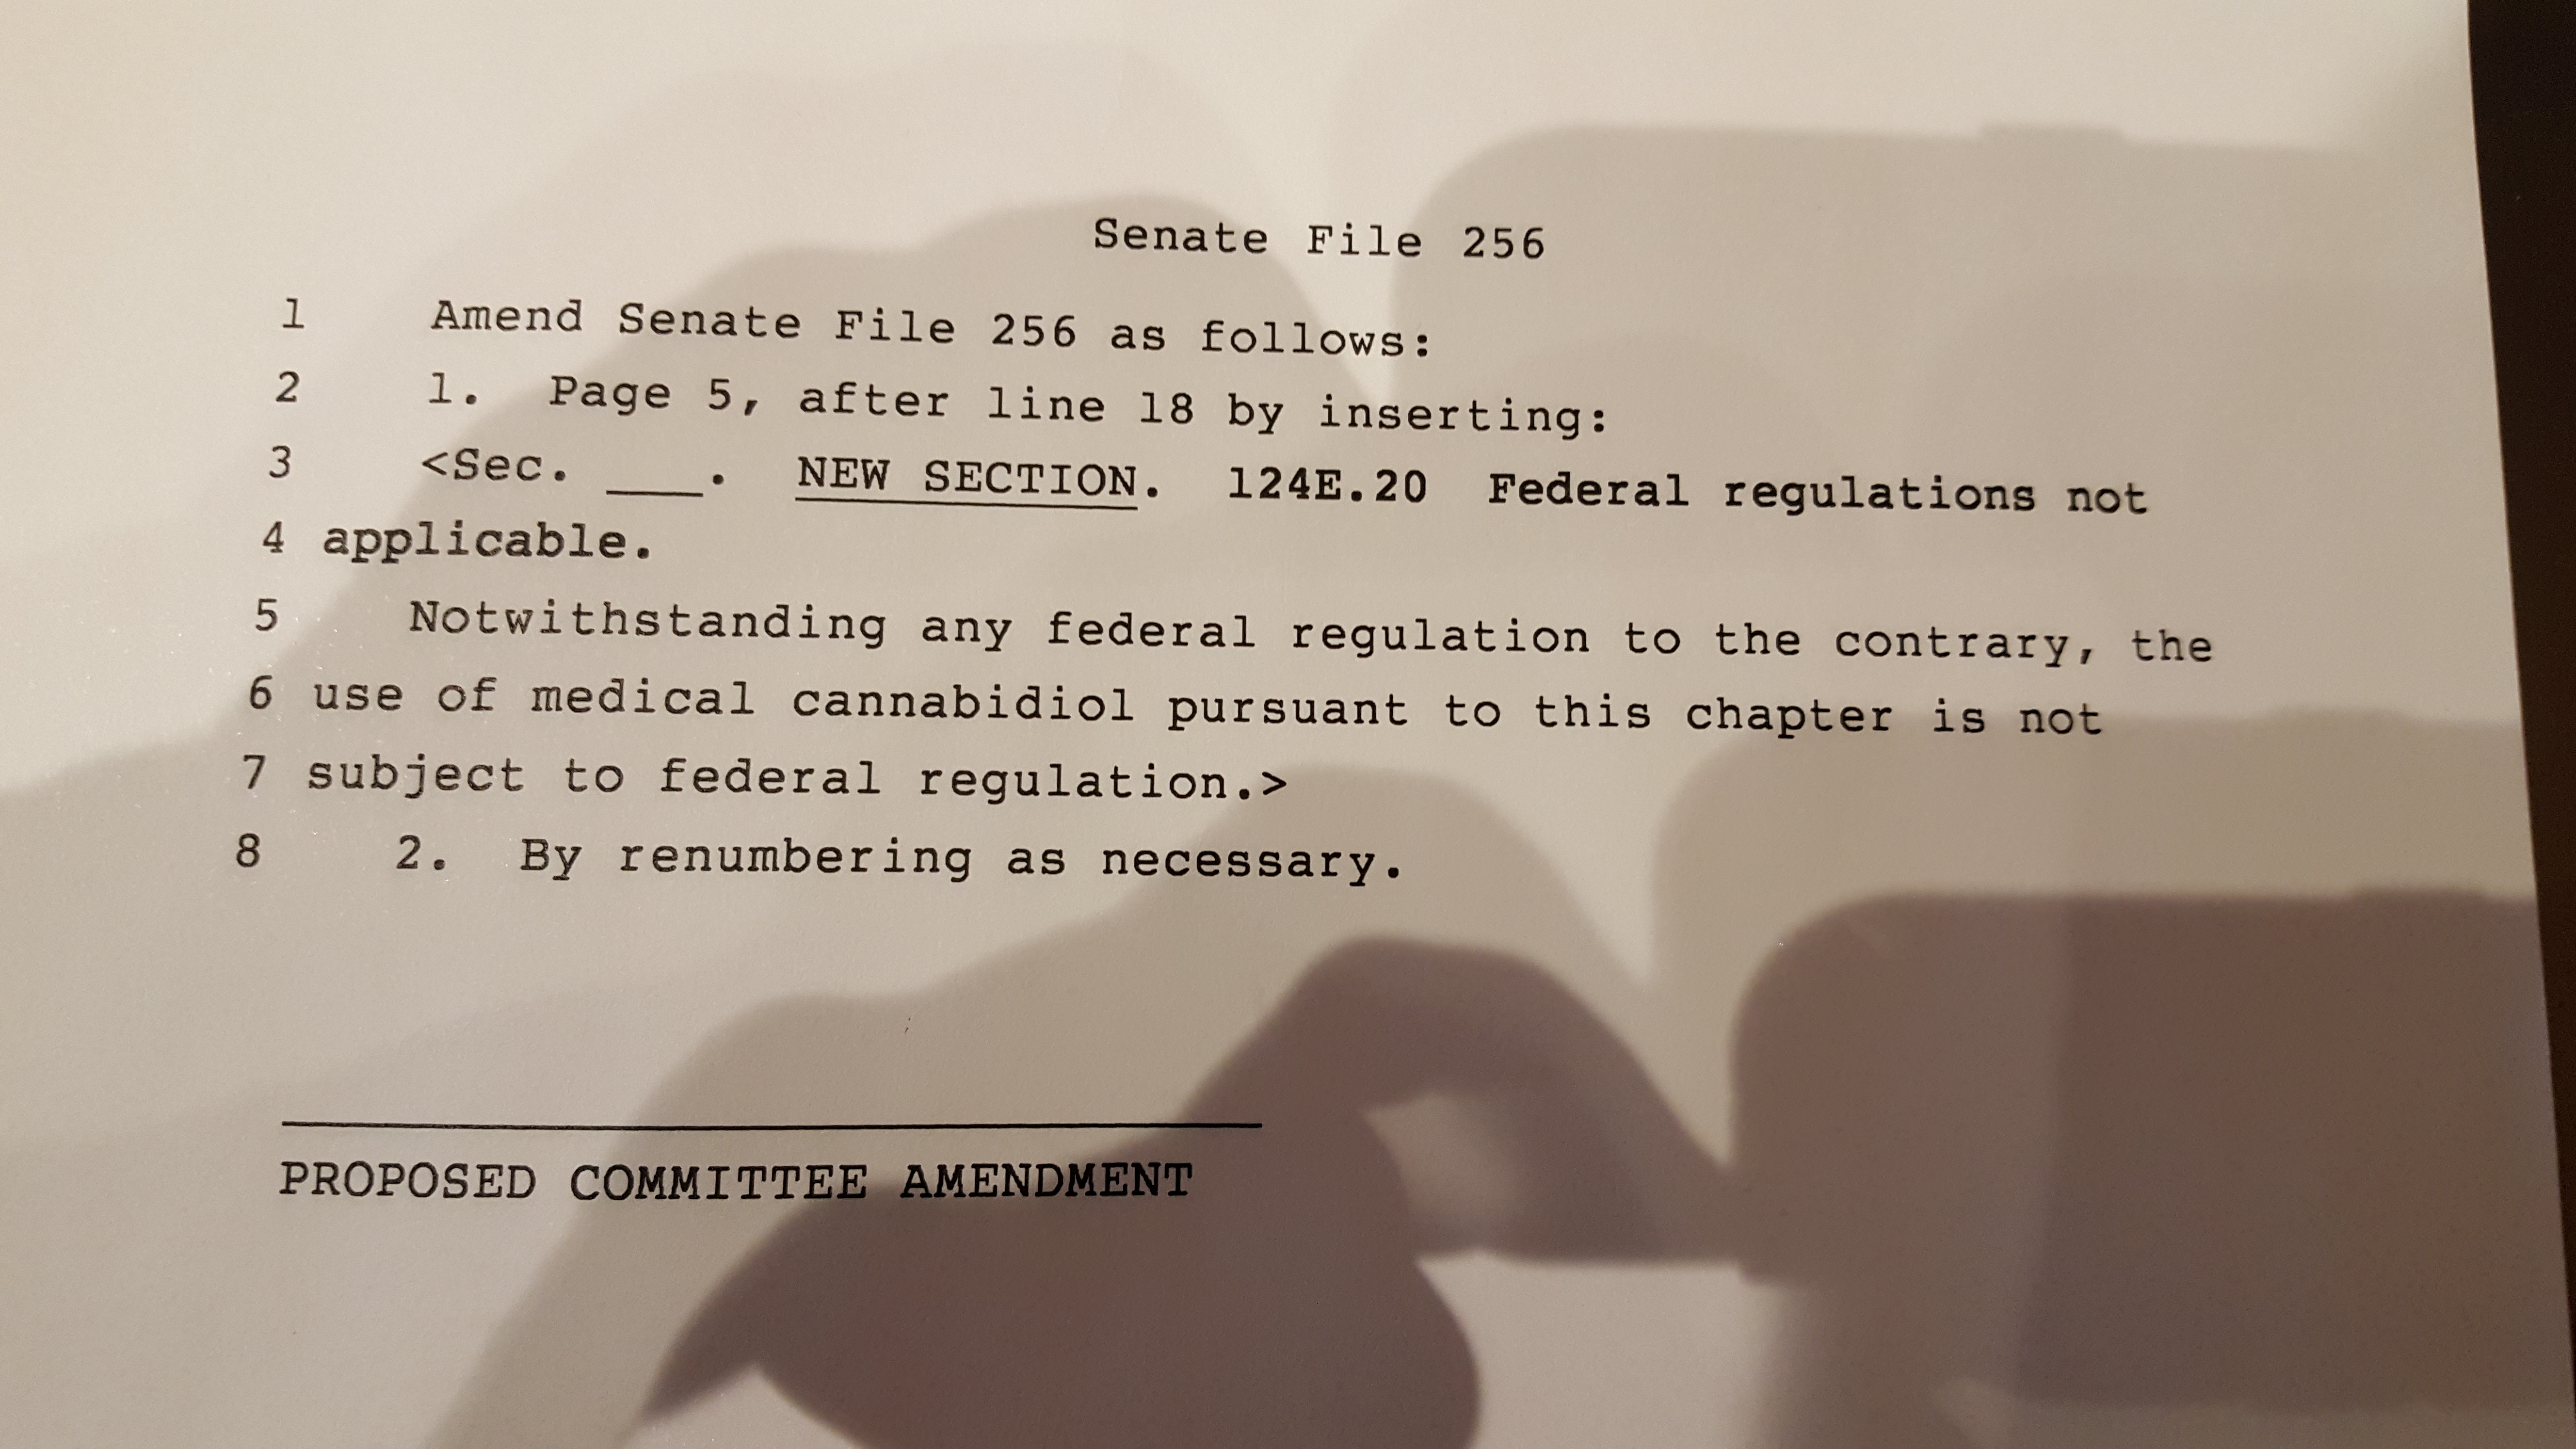 Senate File 256
1 Amend Senate File 256 as follows:
2 1. Page 5, after line 18 by inserting:
3 <Sec. ___. NEW SECTION. 124E.20 Federal regulations not
4 applicable.
5 Notwithstanding any federal regulation to the contrary, the
6 use of medical cannabidiol pursuant to this chapter is not
7 subject to federal regulation.>
8 2. By renumbering as necessary.
PROPOSED COMMITTEE AMENDMENT